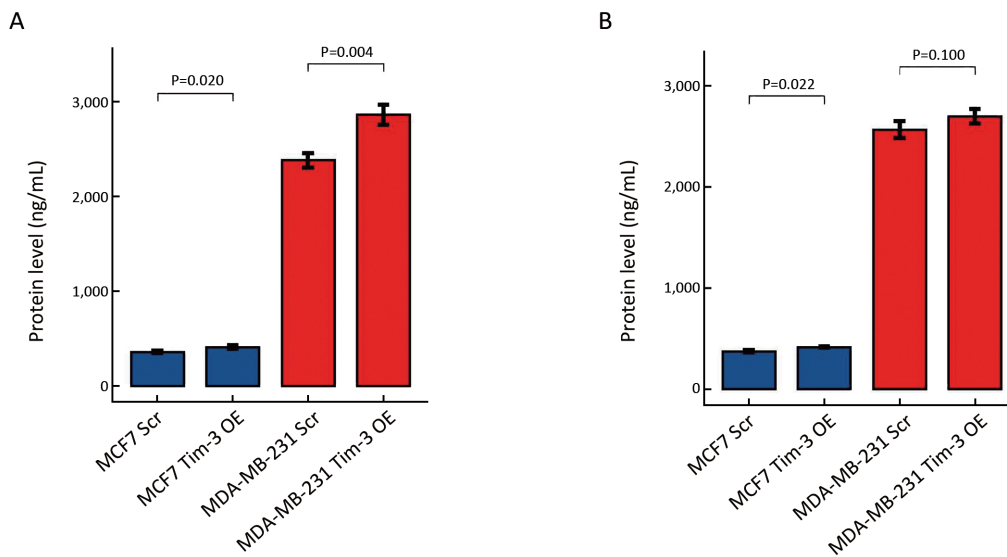 A
Protein level (ng/mL)
3,000
2,000
1,000
0
P=0.020
P=0.004
MCF7 Scr
MCF7 Tim-3 OE
MDA-MB-231 Scr
MDA-MB-231 Tim-3 OE
B
Protein level (ng/mL)
3,000
2,000
1,000
0
P=0.022
P=0.100
MCF7 Scr
MCF7 Tim-3 OE
MDA-MB-231 Scr
MDA-MB-231 Tim-3 OE